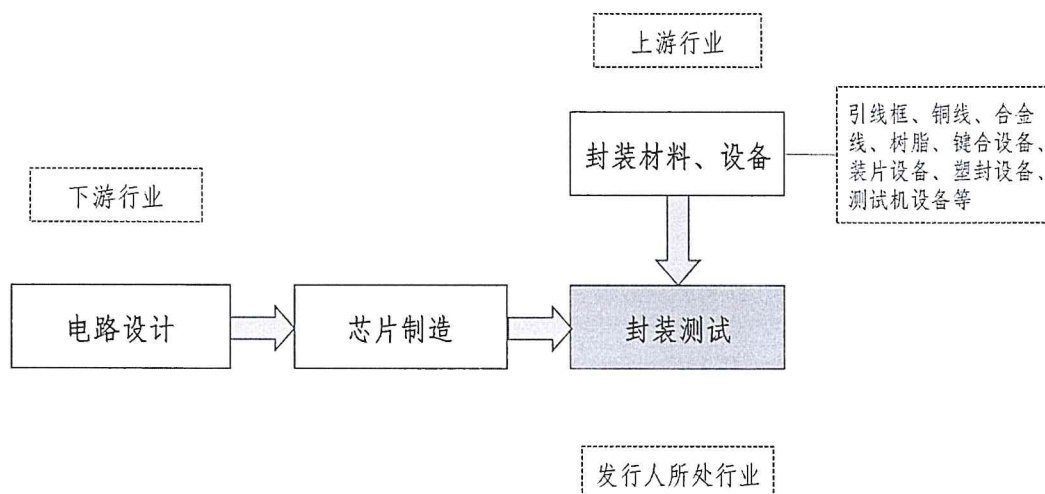 上游行业
封装材料、设备
引线框、铜线、合金
线、树脂、键合设备、
装片设备、塑封设备、
测试机设备等
下游行业
电路设计
芯片制造
封装测试
发行人所处行业